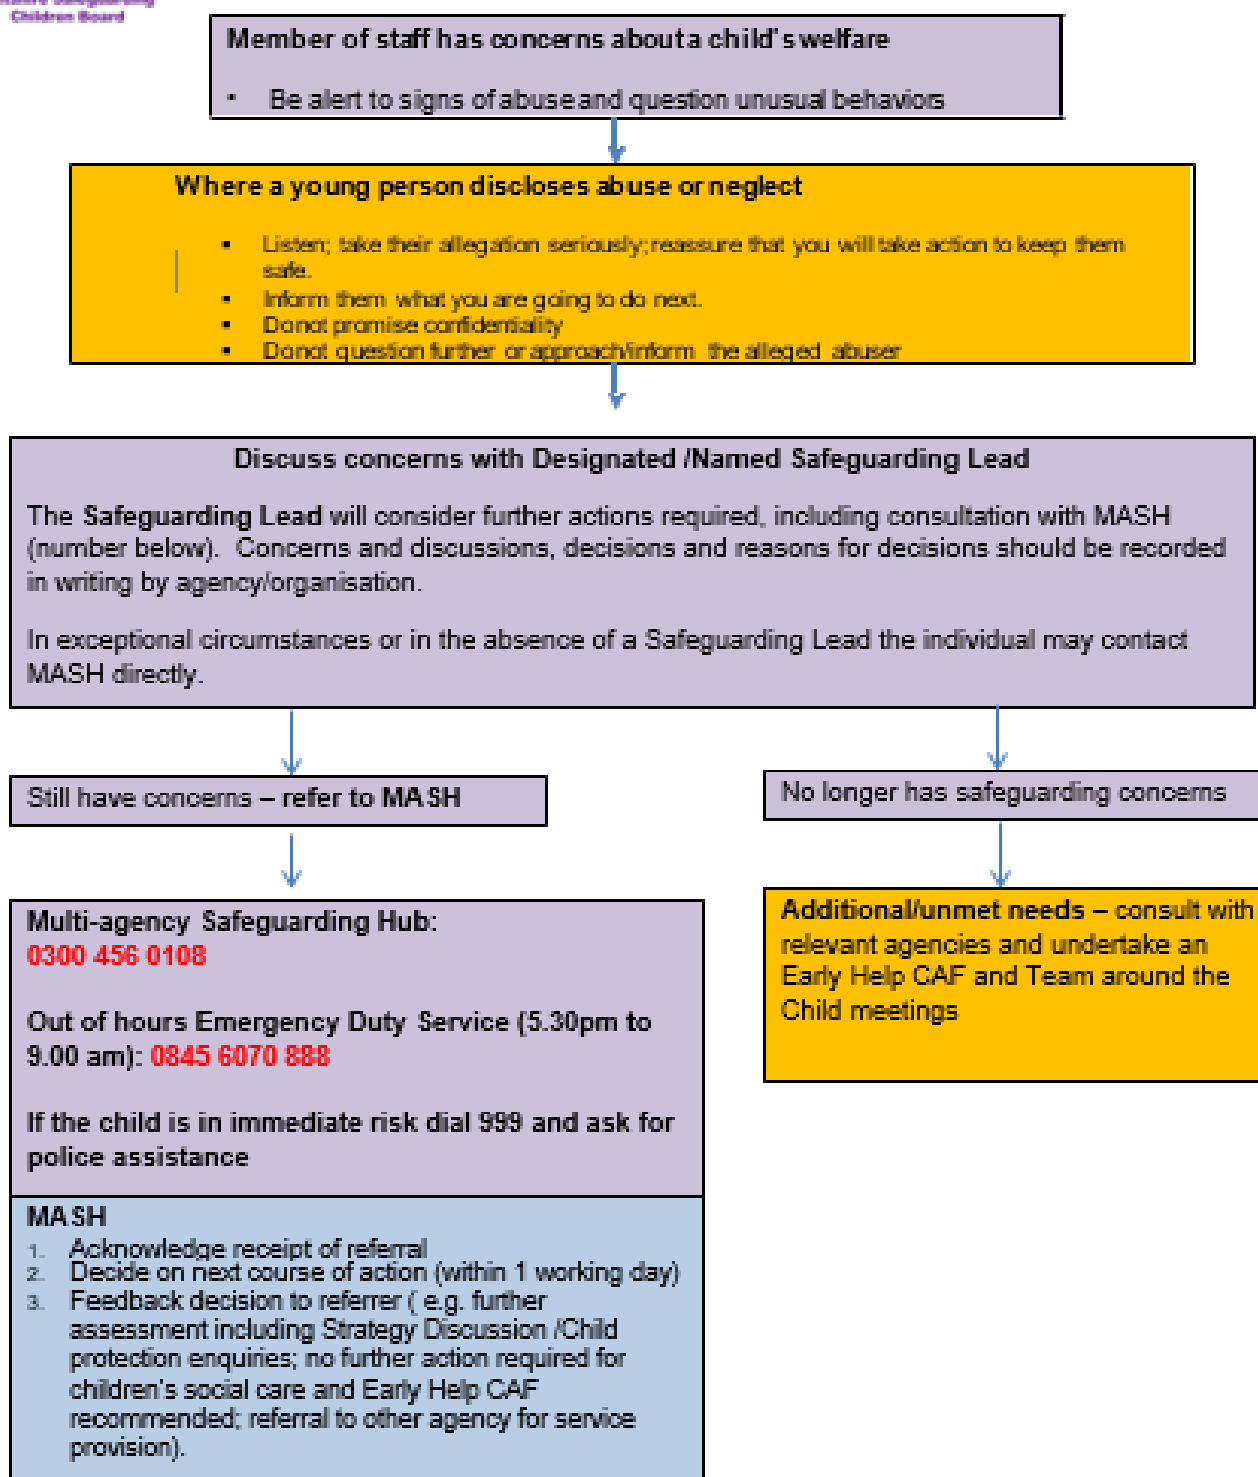 Safeguarding
Children Board
Member of staff has concerns about a child's welfare
▪ Be alert to signs of abuse and question unusual behaviors
Where a young person discloses abuse or neglect
▪ Listen; take their allegation seriously; reassure that you will take action to keep them
safe.
▪ Inform them what you are going to do next.
▪ Do not promise confidentiality
▪ Do not question further or approach/inform the alleged abuser
Discuss concerns with Designated /Named Safeguarding Lead
The Safeguarding Lead will consider further actions required, including consultation with MASH
(number below). Concerns and discussions, decisions and reasons for decisions should be recorded
in writing by agency/organisation.
In exceptional circumstances or in the absence of a Safeguarding Lead the individual may contact
MASH directly.
Still have concerns – refer to MASH
No longer has safeguarding concerns
Multi-agency Safeguarding Hub:
0300 456 0108
Out of hours Emergency Duty Service (5.30pm to
9.00 am): 0845 6070 888
If the child is in immediate risk dial 999 and ask for
police assistance
Additional/unmet needs – consult with
relevant agencies and undertake an
Early Help CAF and Team around the
Child meetings
MASH
1. Acknowledge receipt of referral
2. Decide on next course of action (within 1 working day)
3. Feedback decision to referrer ( e.g. further
assessment including Strategy Discussion /Child
protection enquiries; no further action required for
children's social care and Early Help CAF
recommended; referral to other agency for service
provision).